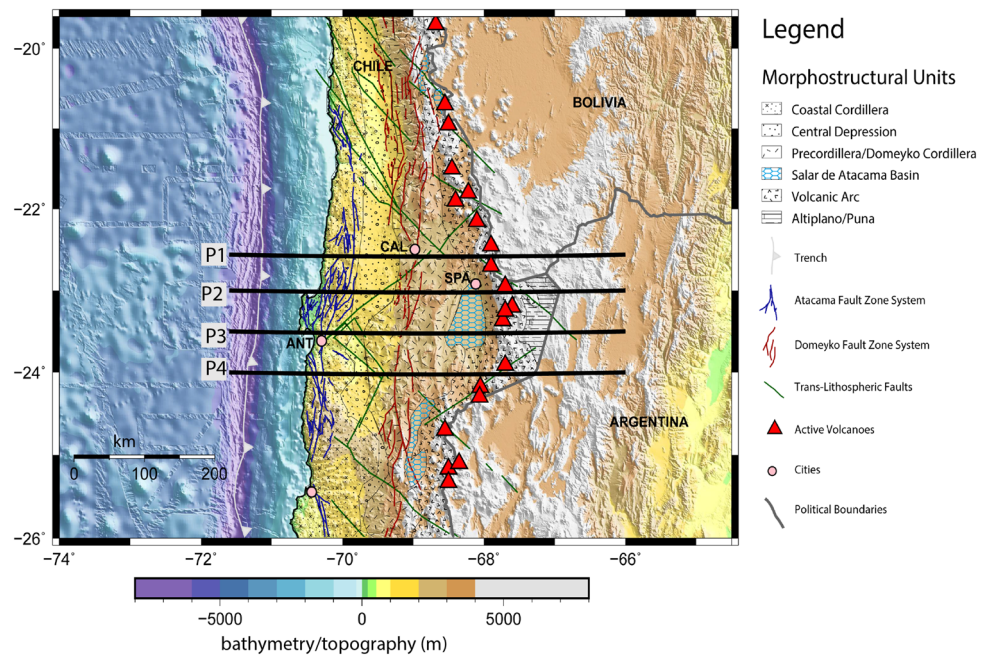 Legend
Morphostructural Units
Coastal Cordillera
Central Depression
Precordillera/Domeyko Cordillera
Salar de Atacama Basin
Volcanic Arc
Altiplano/Puna
Trench
Atacama Fault Zone System
Domeyko Fault Zone System
Trans-Lithospheric Faults
Active Volcanoes
Cities
Political Boundaries
−20°
−22°
−24°
−26°
CHILE
BOLIVIA
CAL
P1
SPA
P2
P3
ANT
P4
ARGENTINA
km
0 100 200
−74° −72° −70° −68° −66°
−5000 0 5000
bathymetry/topography (m)